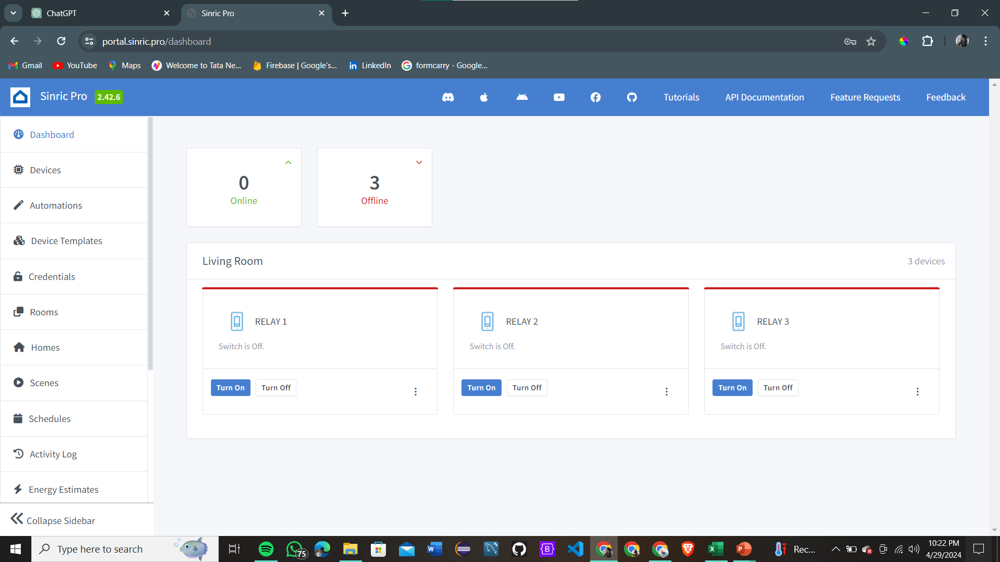 ChatGPT
Sinric Pro
portal.sinric.pro/dashboard
Gmail
YouTube
Maps
Welcome to Tata Ne...
Firebase | Google's...
LinkedIn
formcarry - Google...
Sinric Pro 2.42.6
Tutorials
API Documentation
Feature Requests
Feedback
Dashboard
Devices
Automations
Device Templates
Credentials
Rooms
Homes
Scenes
Schedules
Activity Log
Energy Estimates
Collapse Sidebar
0
Online
3
Offline
Living Room
3 devices
RELAY 1
Switch is Off.
Turn On
Turn Off
RELAY 2
Switch is Off.
Turn On
Turn Off
RELAY 3
Switch is Off.
Turn On
Turn Off
Type here to search
75
Rec...
10:22 PM
4/29/2024